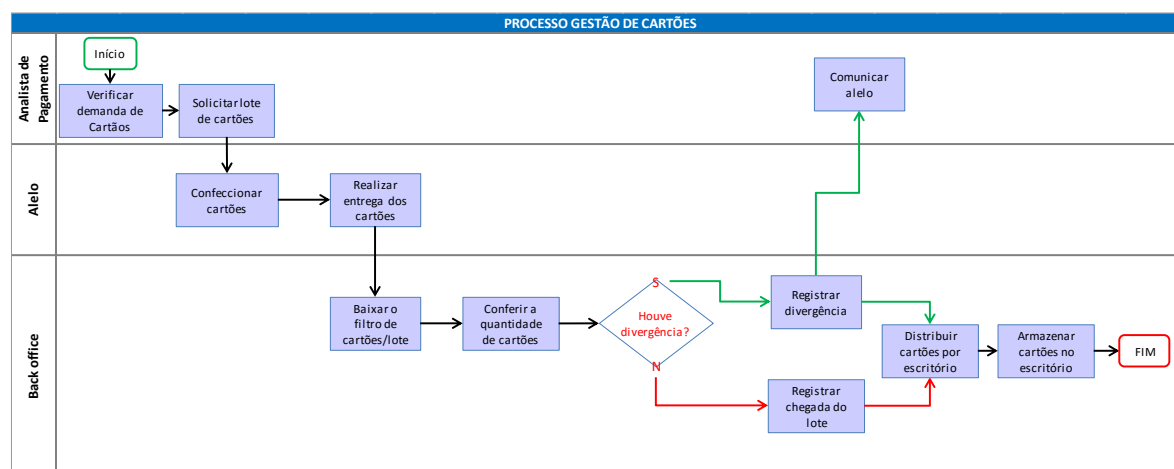 PROCESSO GESTÃO DE CARTÕES
Analista de
Pagamento
Início
Verificar
demanda de
Cartãos
Solicitar lote
de cartões
Comunicar
alelo
Alelo
Confeccionar
cartões
Realizar
entrega dos
cartões
Back office
Baixar o
filtro de
cartões/lote
Conferir a
quantidade
de cartões
S
Houve
divergência?
N
Registrar
divergência
Registrar
chegada do
lote
Distribuir
cartões por
escritório
Armazenar
cartões no
escritório
FIM